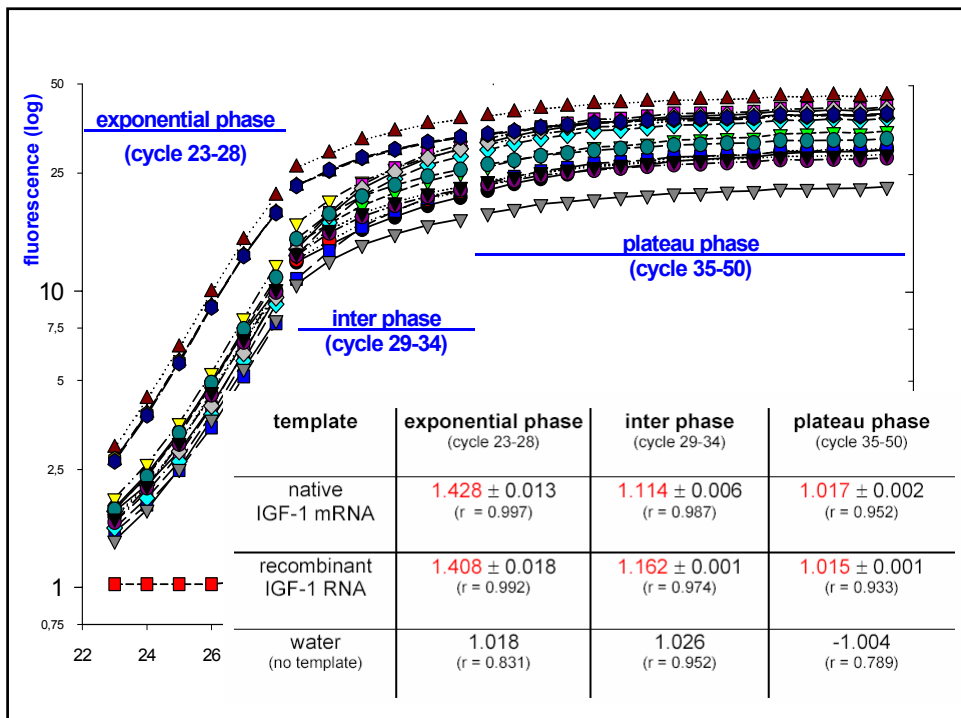 50
25
10
7,5
5
2,5
1
0,75
fluorescence (log)
22
24
26
exponential phase
(cycle 23-28)
inter phase
(cycle 29-34)
plateau phase
(cycle 35-50)
template exponential phase inter phase plateau phase
(cycle 23-28) (cycle 29-34) (cycle 35-50)
native 1.428 ± 0.013 1.114 ± 0.006 1.017 ± 0.002
IGF-1 mRNA (r = 0.997) (r = 0.987) (r = 0.952)
recombinant 1.408 ± 0.018 1.162 ± 0.001 1.015 ± 0.001
IGF-1 RNA (r = 0.992) (r = 0.974) (r = 0.933)
water 1.018 1.026 -1.004
(no template) (r = 0.831) (r = 0.952) (r = 0.789)